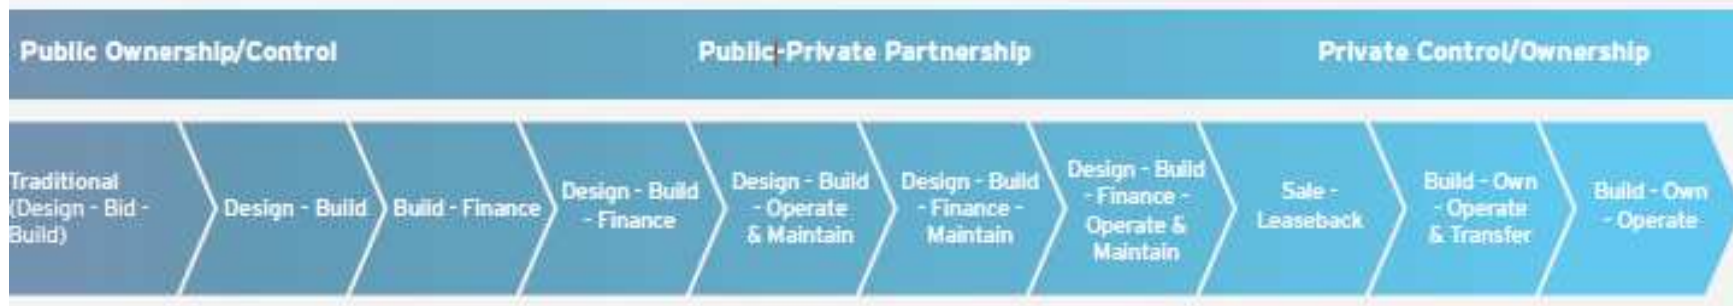 Public Ownership/Control
Public-Private Partnership
Private Control/Ownership
Traditional
(Design - Bid -
Build)
Design - Build
Build - Finance
Design - Build
- Finance
Design - Build
- Operate
& Maintain
Design - Build
- Finance -
Maintain
Design - Build
- Finance -
Operate &
Maintain
Sale -
Leaseback
Build - Own
- Operate
& Transfer
Build - Own
- Operate